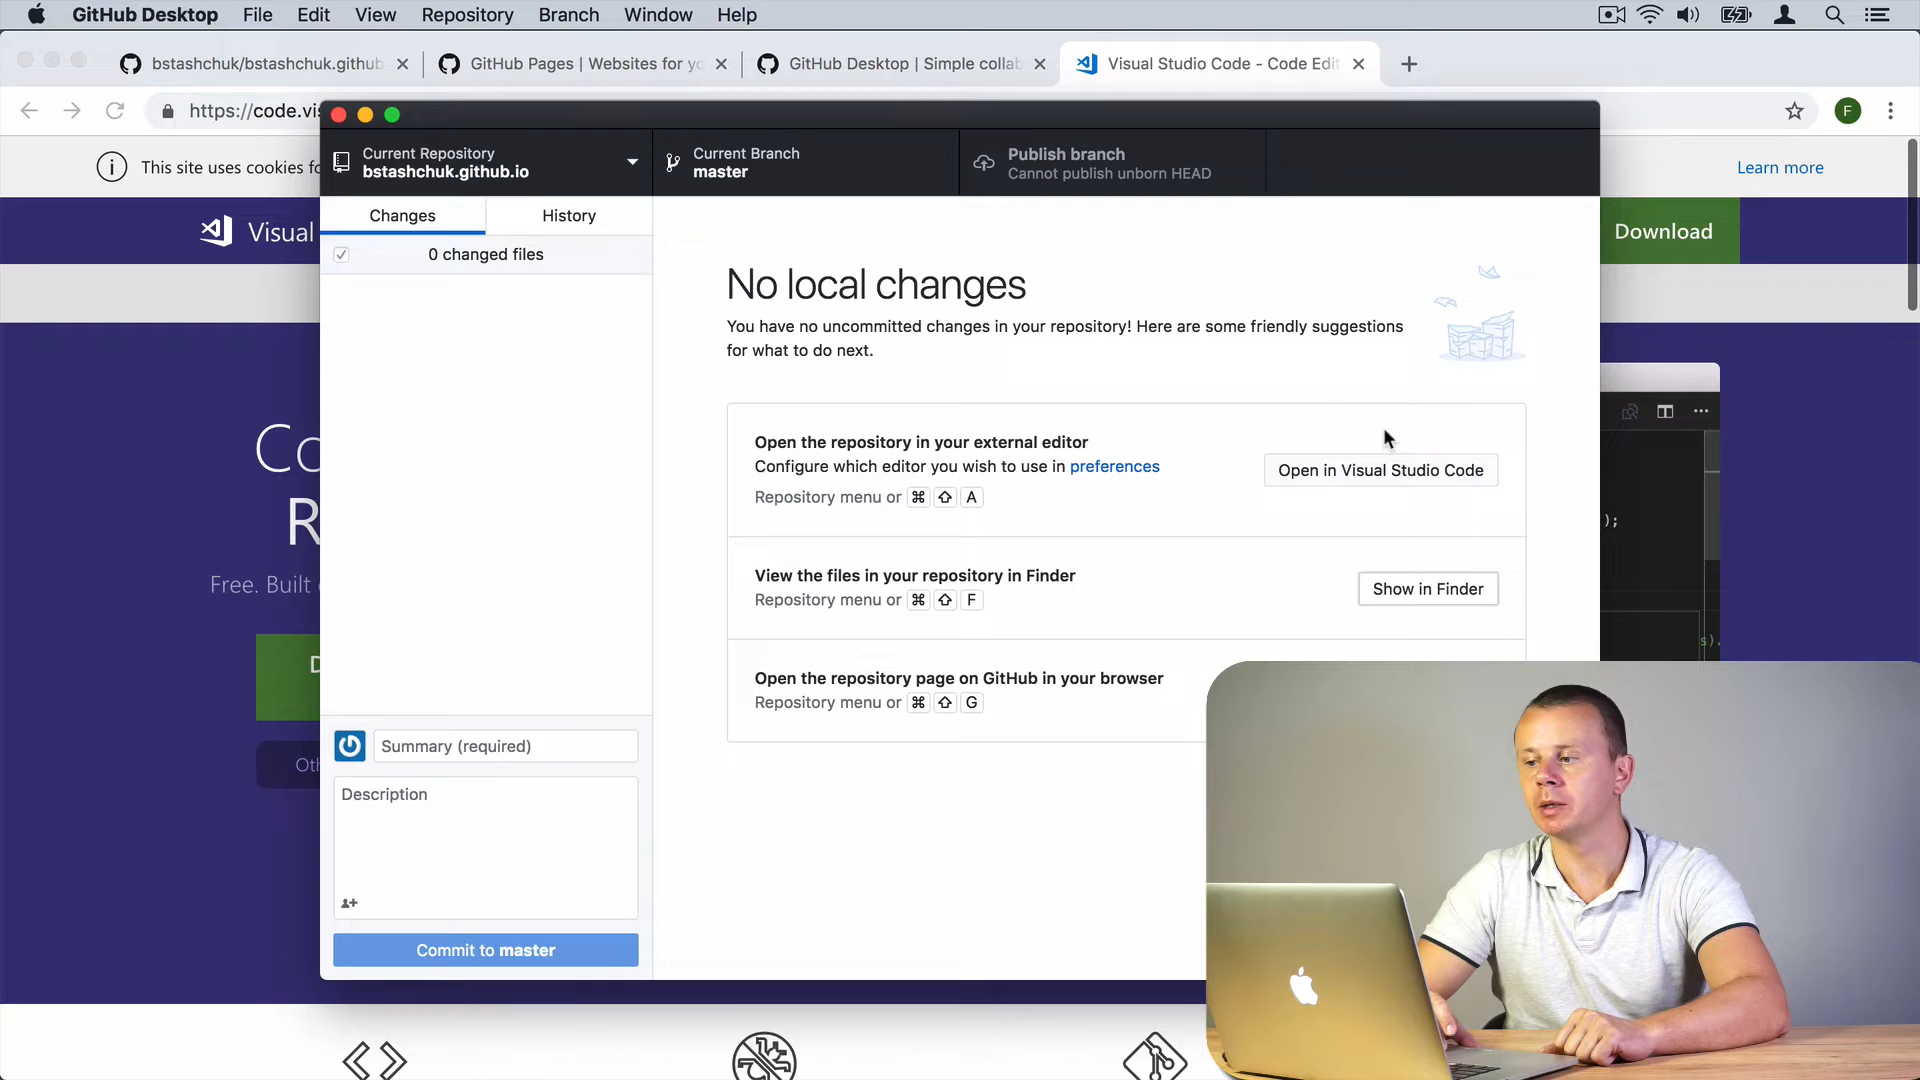 GitHub Desktop File Edit View Repository Branch Window Help
bstashchuk/bstashchuk.github
GitHub Pages | Websites for yo
GitHub Desktop | Simple collab
Visual Studio Code - Code Edit
https://code.vis
F
This site uses cookies fo
Learn more
Visual
Download
Free. Built
Current Repository
bstashchuk.github.io
Current Branch
master
Publish branch
Cannot publish unborn HEAD
Changes
History
0 changed files
No local changes
You have no uncommitted changes in your repository! Here are some friendly suggestions
for what to do next.
Open the repository in your external editor
Configure which editor you wish to use in preferences
Repository menu or ⌘ ⇧ A
Open in Visual Studio Code
View the files in your repository in Finder
Repository menu or ⌘ ⇧ F
Show in Finder
Open the repository page on GitHub in your browser
Repository menu or ⌘ ⇧ G
Summary (required)
Description
Commit to master